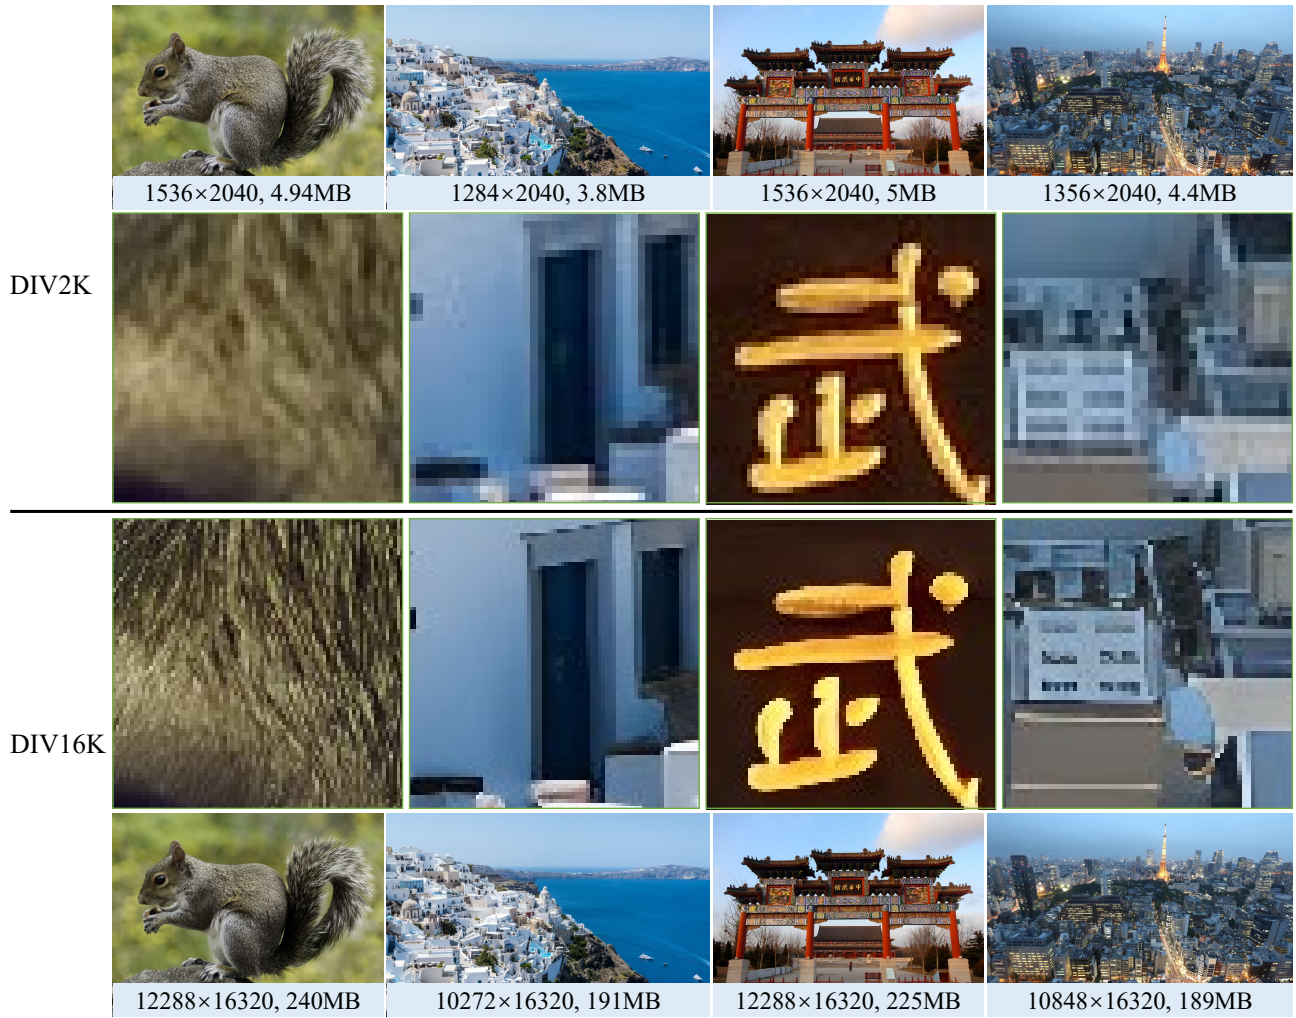 1536×2040, 4.94MB
1284×2040, 3.8MB
1536×2040, 5MB
1356×2040, 4.4MB
DIV2K
武
DIV16K
武
12288×16320, 240MB
10272×16320, 191MB
12288×16320, 225MB
10848×16320, 189MB